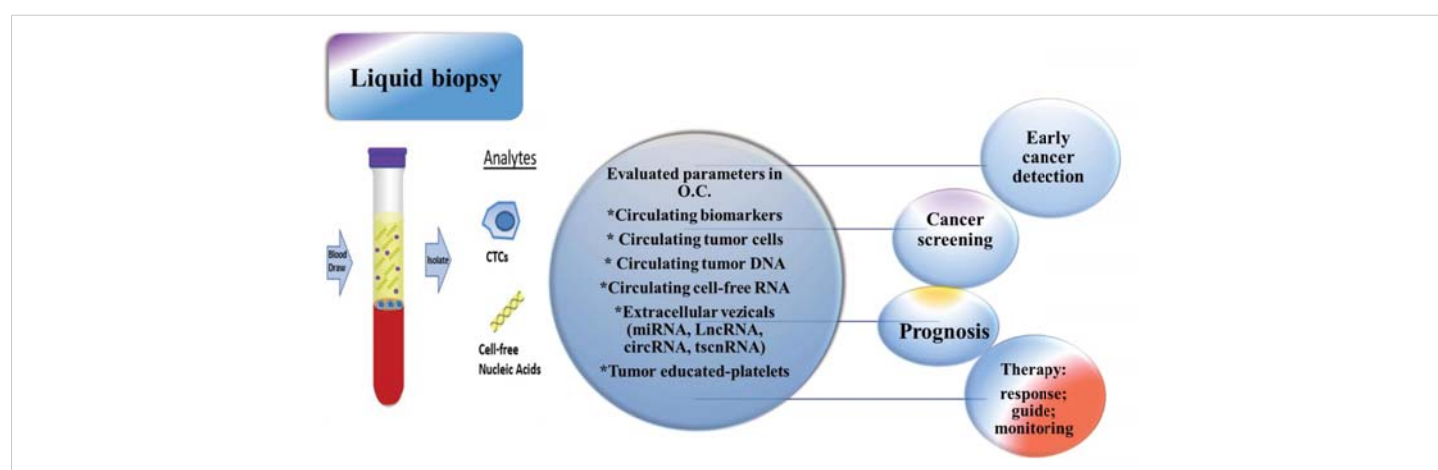 Liquid biopsy
Blood
Draw
Isolate
Analytes
CTCs
Cell-free
Nucleic Acids
Evaluated parameters in
O.C.
*Circulating biomarkers
* Circulating tumor cells
* Circulating tumor DNA
*Circulating cell-free RNA
*Extracellular vezicals
(miRNA, LncRNA,
circRNA, tscnRNA)
*Tumor educated-platelets
Early
cancer
detection
Cancer
screening
Prognosis
Therapy:
response;
guide;
monitoring